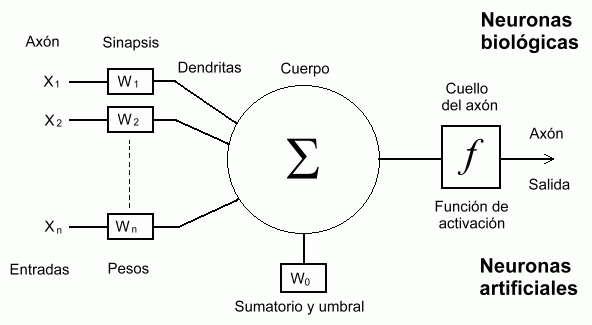 Neuronas
biológicas
Axón
Sinapsis
Dendritas
Cuerpo
Cuello
del axón
X1
W1
X2
W2
Σ
f
Axón
Salida
Xn
Wn
Función de
activación
Entradas
Pesos
W0
Sumatorio y umbral
Neuronas
artificiales